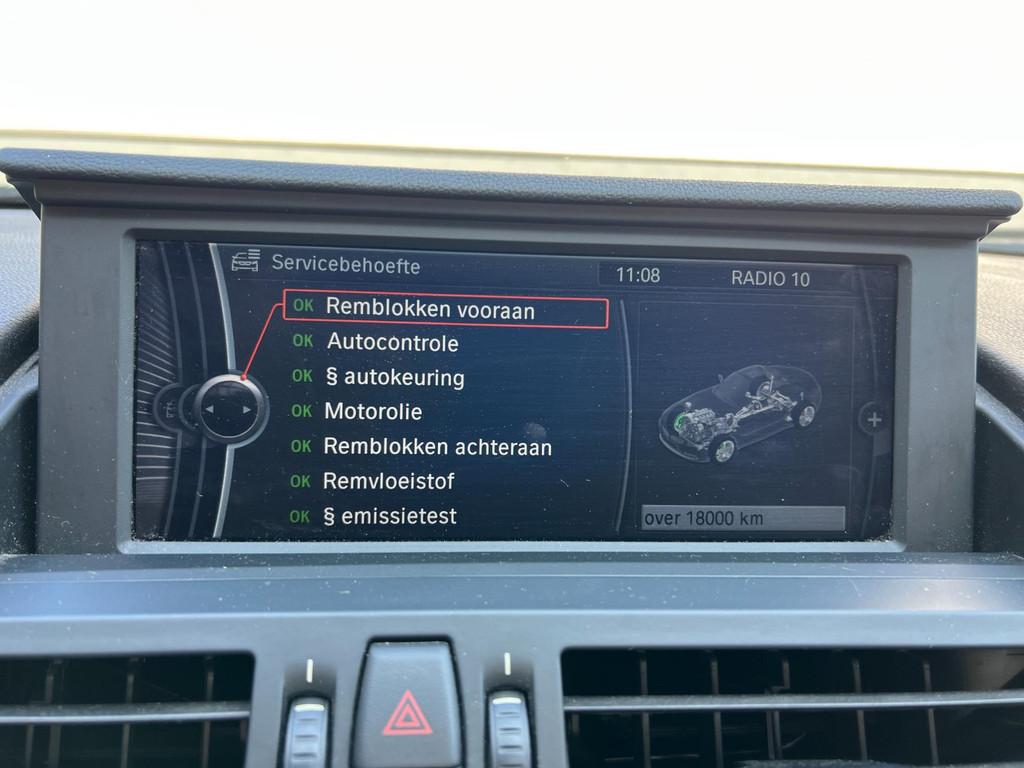 Servicebehoefte
11:08
RADIO 10
OK Remblokken vooraan
OK Autocontrole
OK § autokeuring
OK Motorolie
OK Remblokken achteraan
OK Remvloeistof
OK § emissietest
over 18000 km